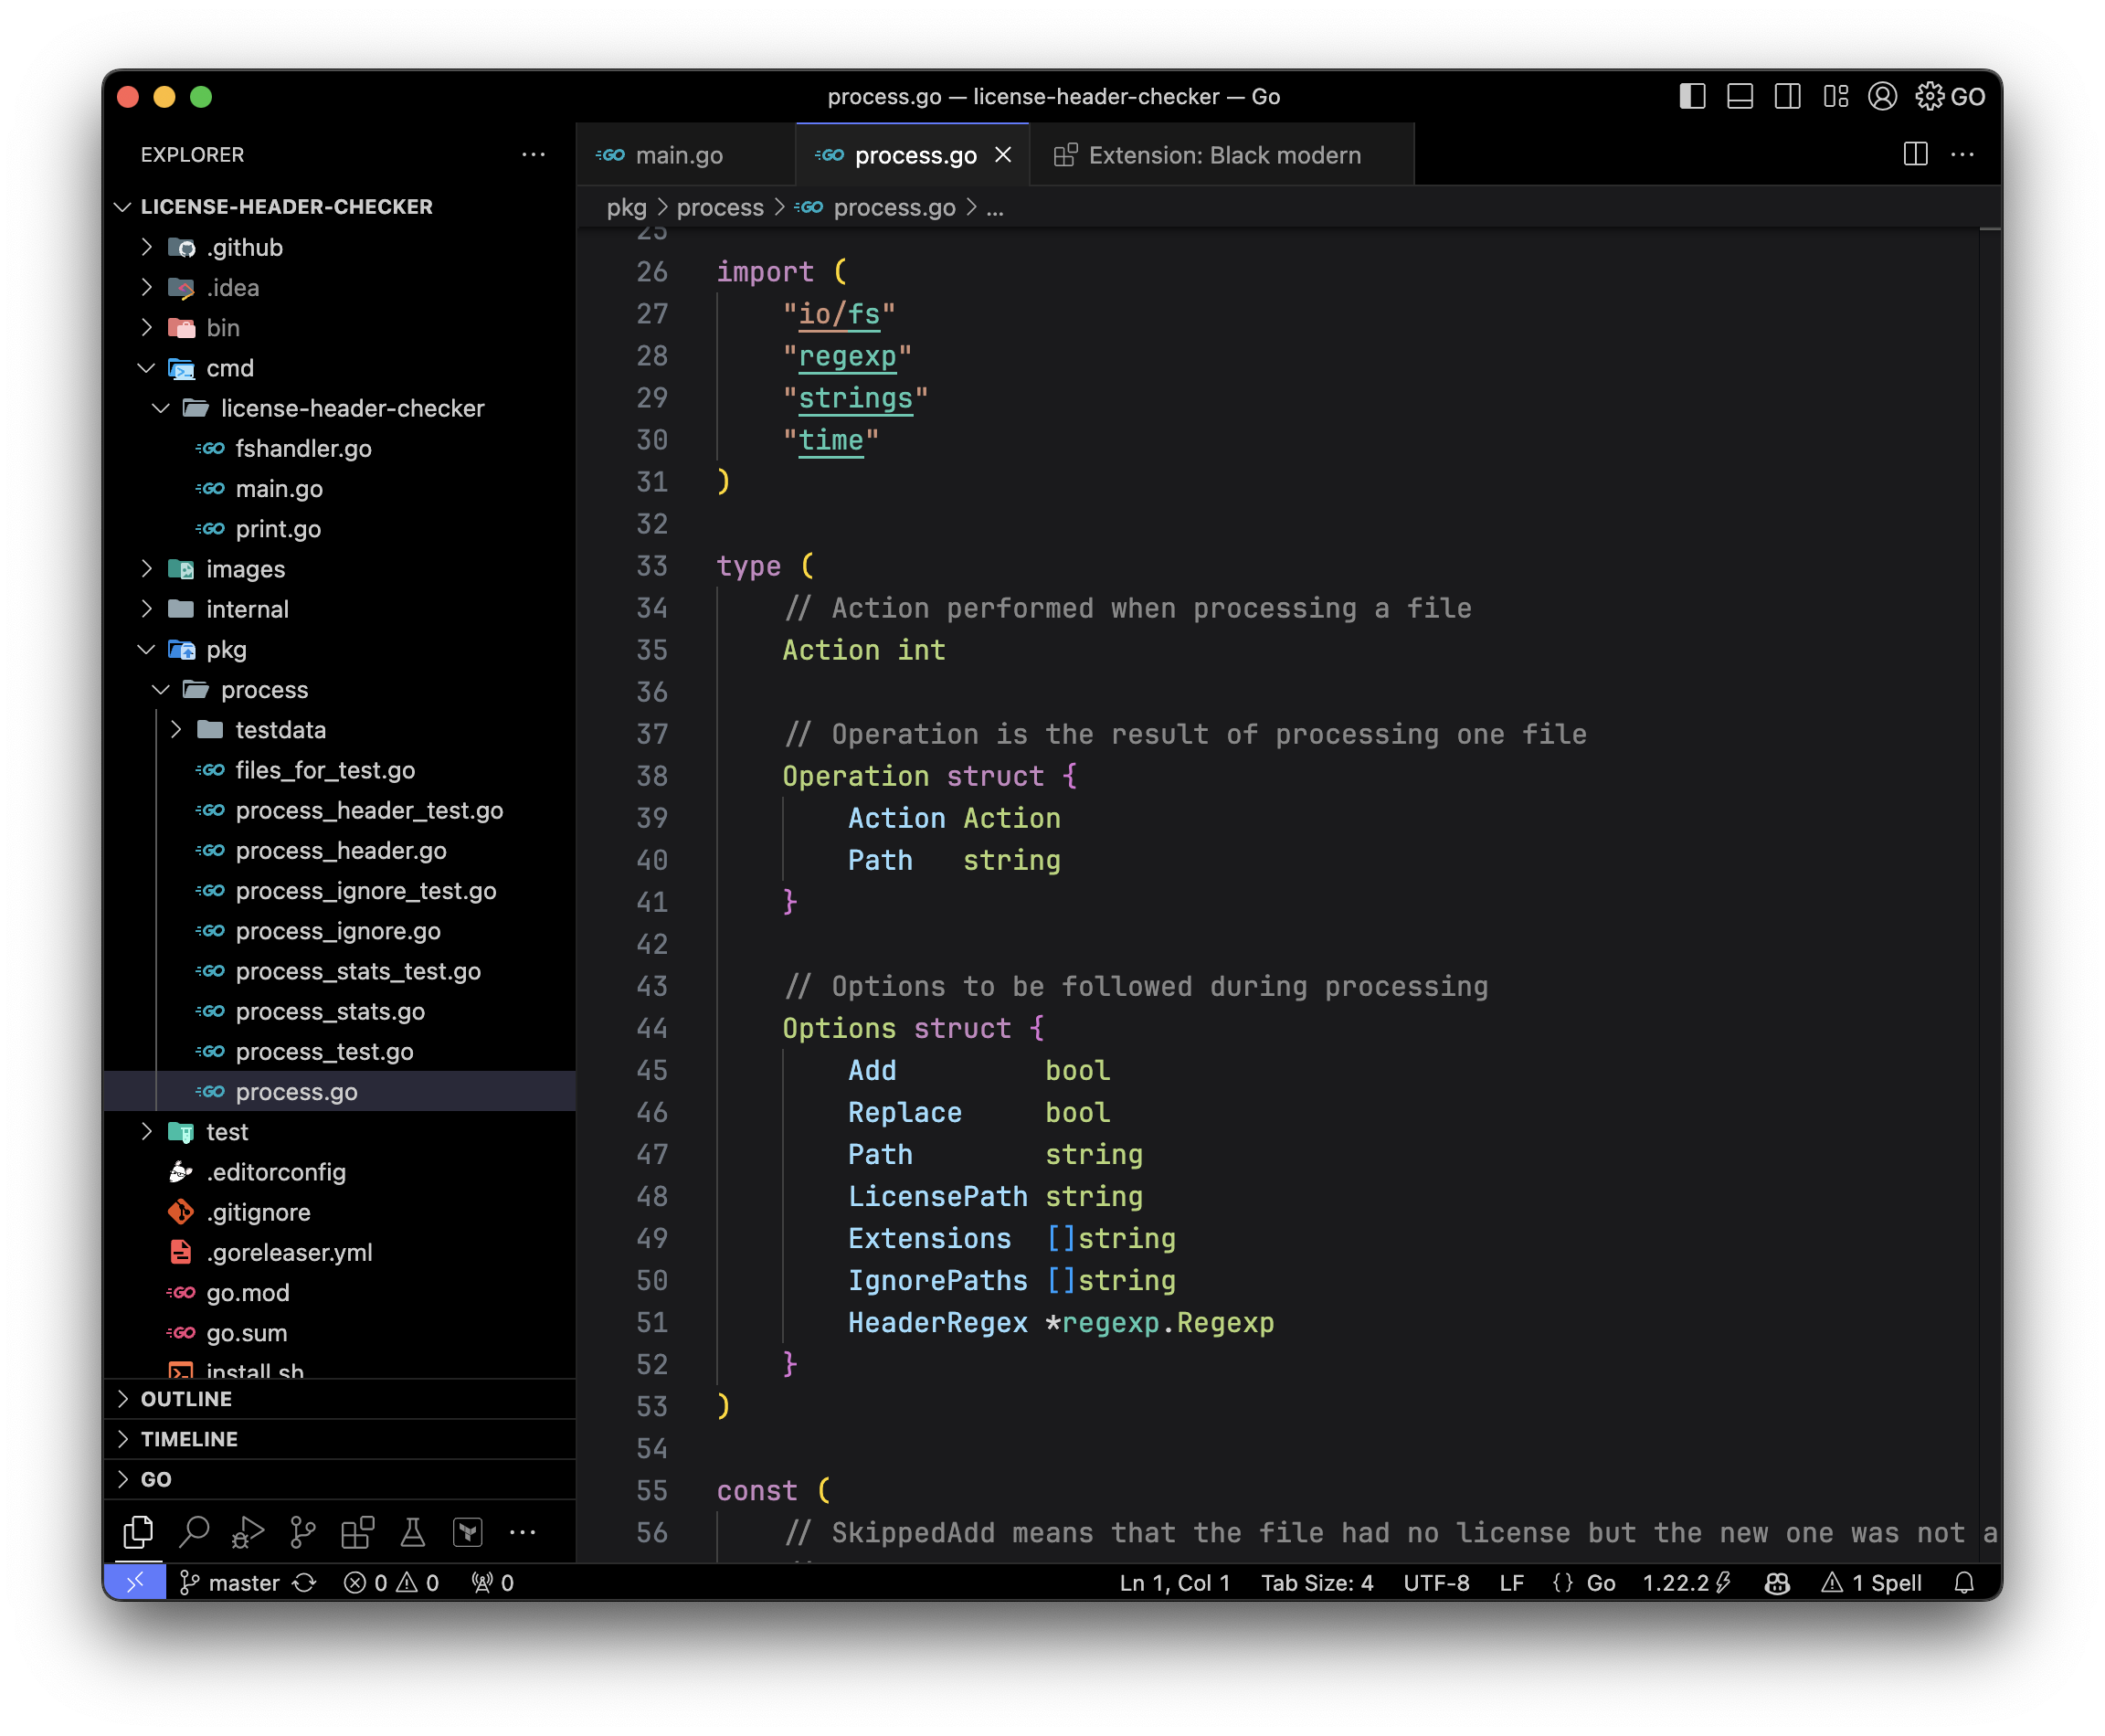 process.go — license-header-checker — Go
GO
EXPLORER
LICENSE-HEADER-CHECKER
.github
.idea
bin
cmd
license-header-checker
fshandler.go
main.go
print.go
images
internal
pkg
process
testdata
files_for_test.go
process_header_test.go
process_header.go
process_ignore_test.go
process_ignore.go
process_stats_test.go
process_stats.go
process_test.go
process.go
test
.editorconfig
.gitignore
.goreleaser.yml
go.mod
go.sum
install.sh
OUTLINE
TIMELINE
GO
main.go
process.go
Extension: Black modern
pkg > process > process.go > ...
25
26 import (
27 "io/fs"
28 "regexp"
29 "strings"
30 "time"
31 )
32
33 type (
34 // Action performed when processing a file
35 Action int
36
37 // Operation is the result of processing one file
38 Operation struct {
39 Action Action
40 Path string
41 }
42
43 // Options to be followed during processing
44 Options struct {
45 Add bool
46 Replace bool
47 Path string
48 LicensePath string
49 Extensions []string
50 IgnorePaths []string
51 HeaderRegex *regexp.Regexp
52 }
53 )
54
55 const (
56 // SkippedAdd means that the file had no license but the new one was not a
master 0 0 0 Ln 1, Col 1 Tab Size: 4 UTF-8 LF {} Go 1.22.2 1 Spell